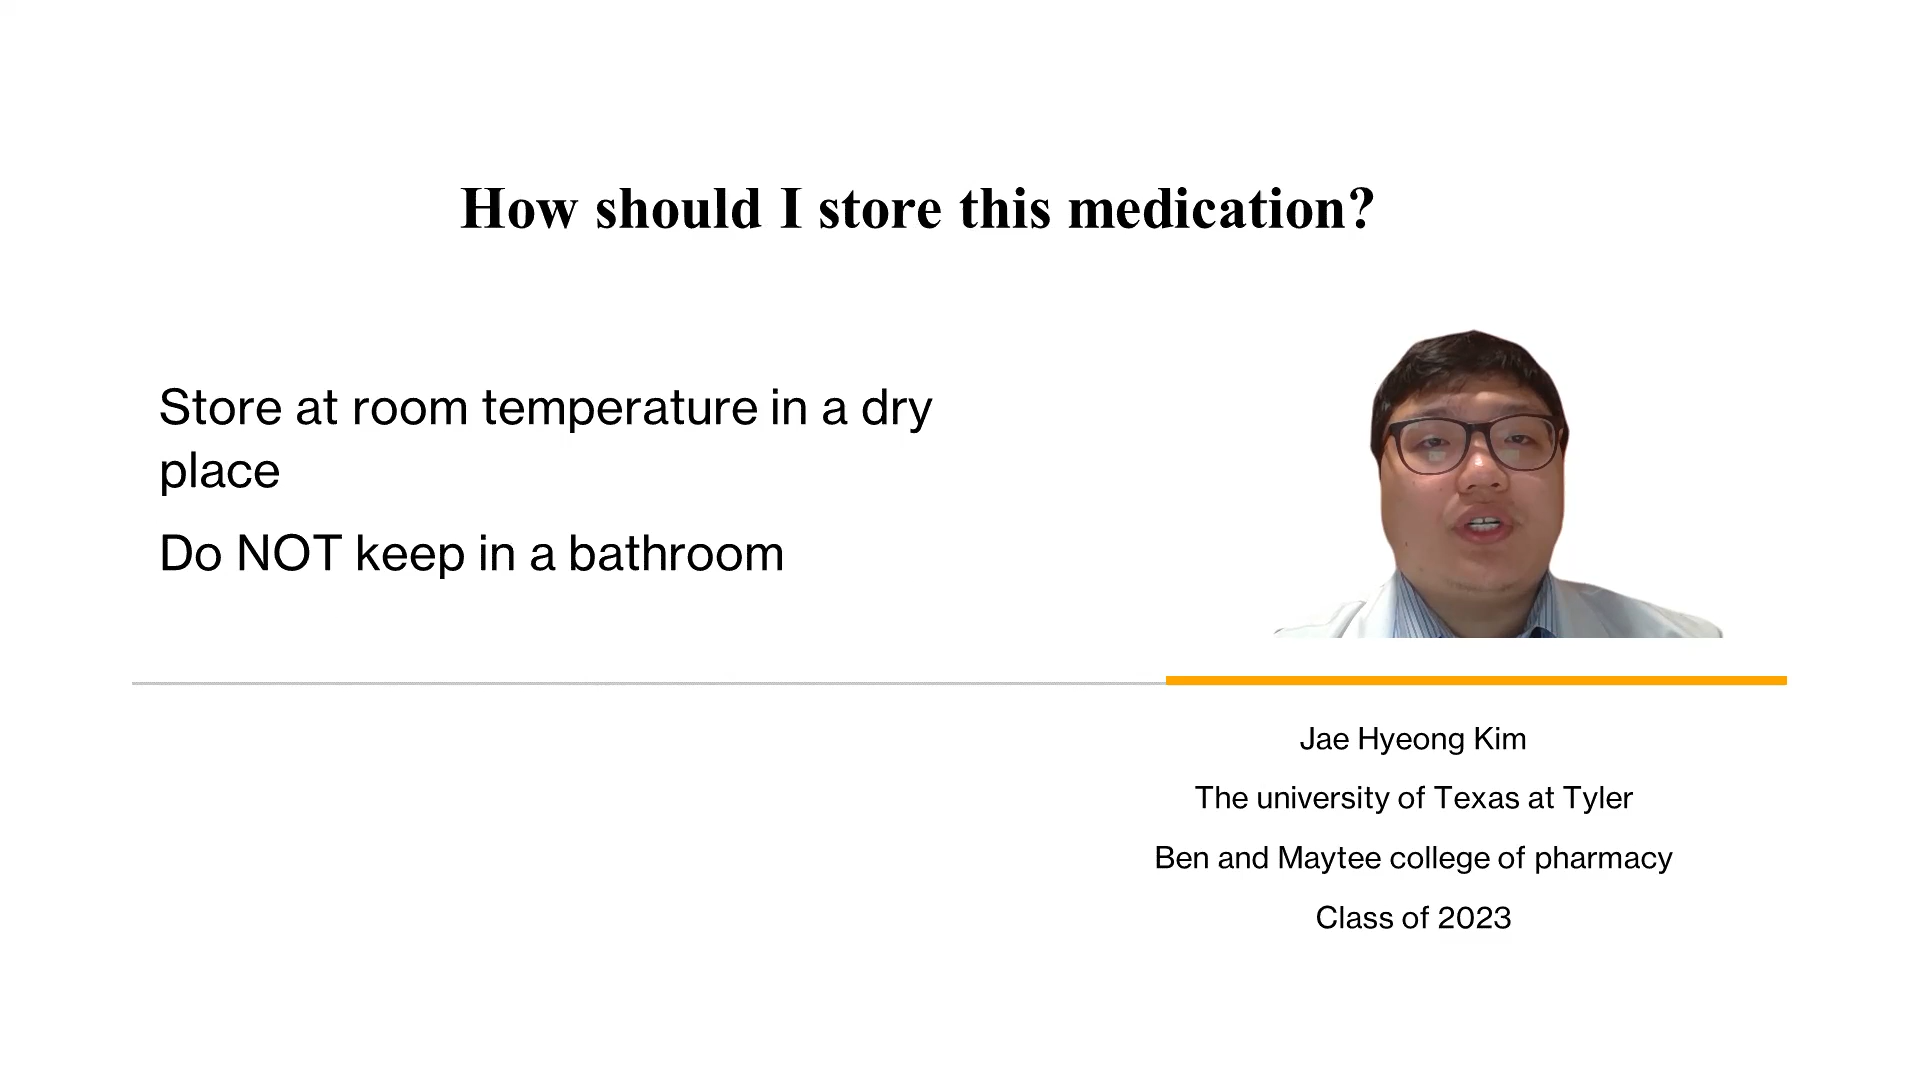 How should I store this medication?
Store at room temperature in a dry
place
Do NOT keep in a bathroom
Jae Hyeong Kim
The university of Texas at Tyler
Ben and Maytee college of pharmacy
Class of 2023